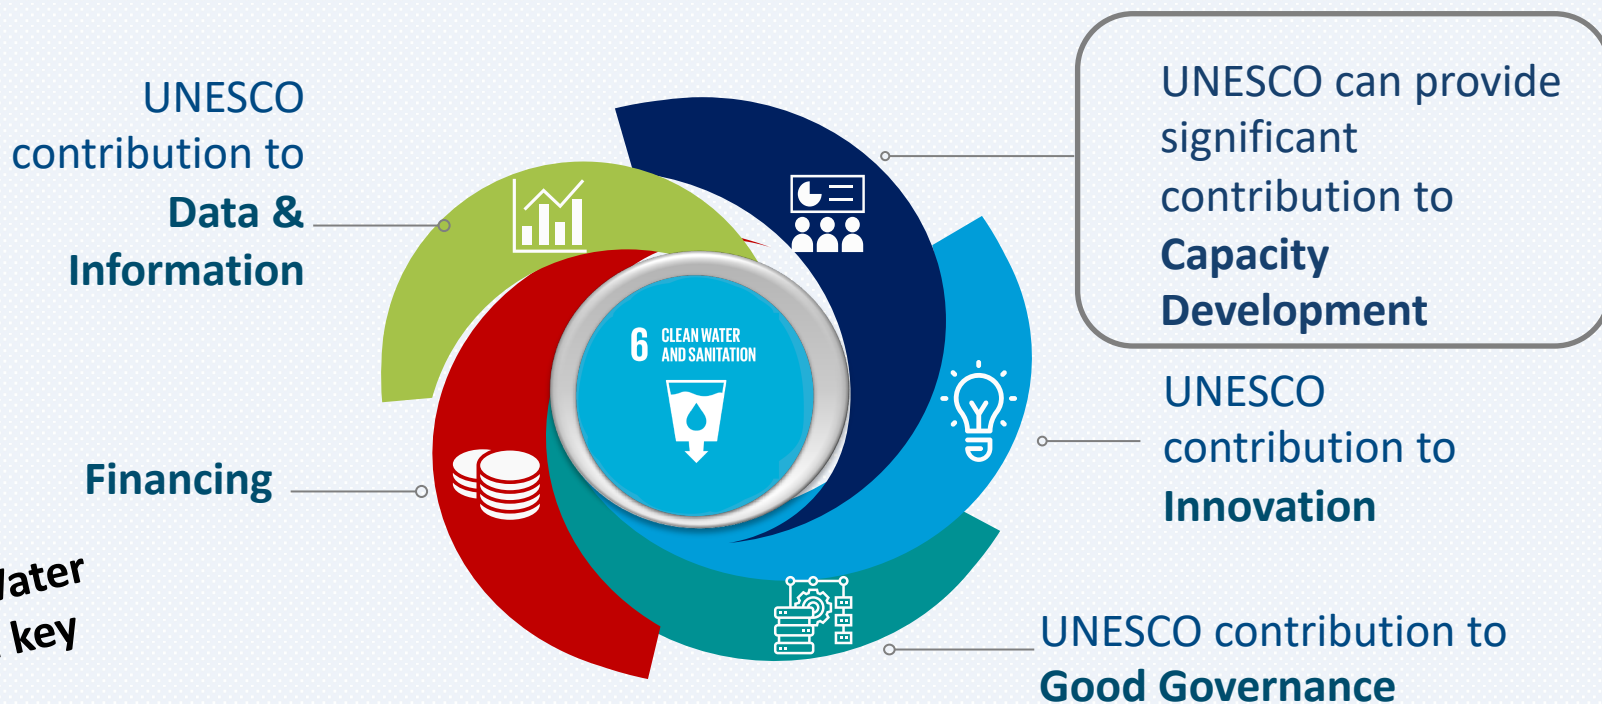 UNESCO
contribution to
Data &
Information
Financing
key
6 CLEAN WATER
AND SANITATION
UNESCO can provide
significant
contribution to
Capacity
Development
UNESCO
contribution to
Innovation
UNESCO contribution to
Good Governance